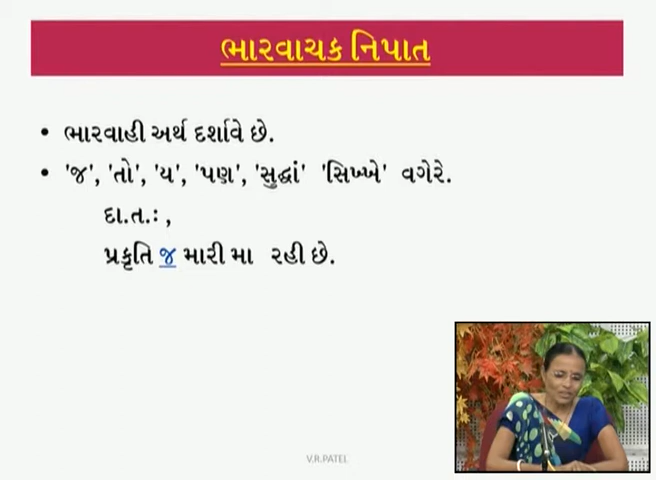 ભારવાચક નિપાત
• ભારવાહી અર્થ દર્શાવે છે.
• 'જ', 'તો', 'ય', 'પણ', 'સુદ્ધાં' 'સિખ્ખે' વગેરે.
દા.ત.: ,
પ્રકૃતિ જ મારી મા રહી છે.
V.R.PATEL